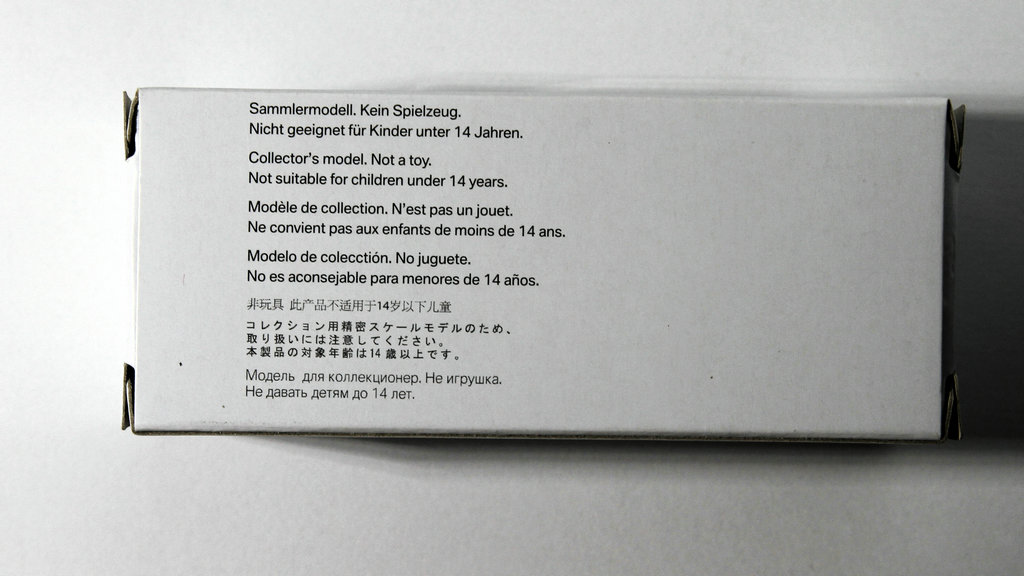 Sammlermodell. Kein Spielzeug.
Nicht geeignet für Kinder unter 14 Jahren.
Collector's model. Not a toy.
Not suitable for children under 14 years.
Modèle de collection. N'est pas un jouet.
Ne convient pas aux enfants de moins de 14 ans.
Modelo de colecctión. No juguete.
No es aconsejable para menores de 14 años.
非玩具 此产品不适用于14岁以下儿童
コレクション用精密スケールモデルのため、
取り扱いには注意してください。
本製品の対象年齢は14歳以上です。
Модель для коллекционер. Не игрушка.
Не давать детям до 14 лет.